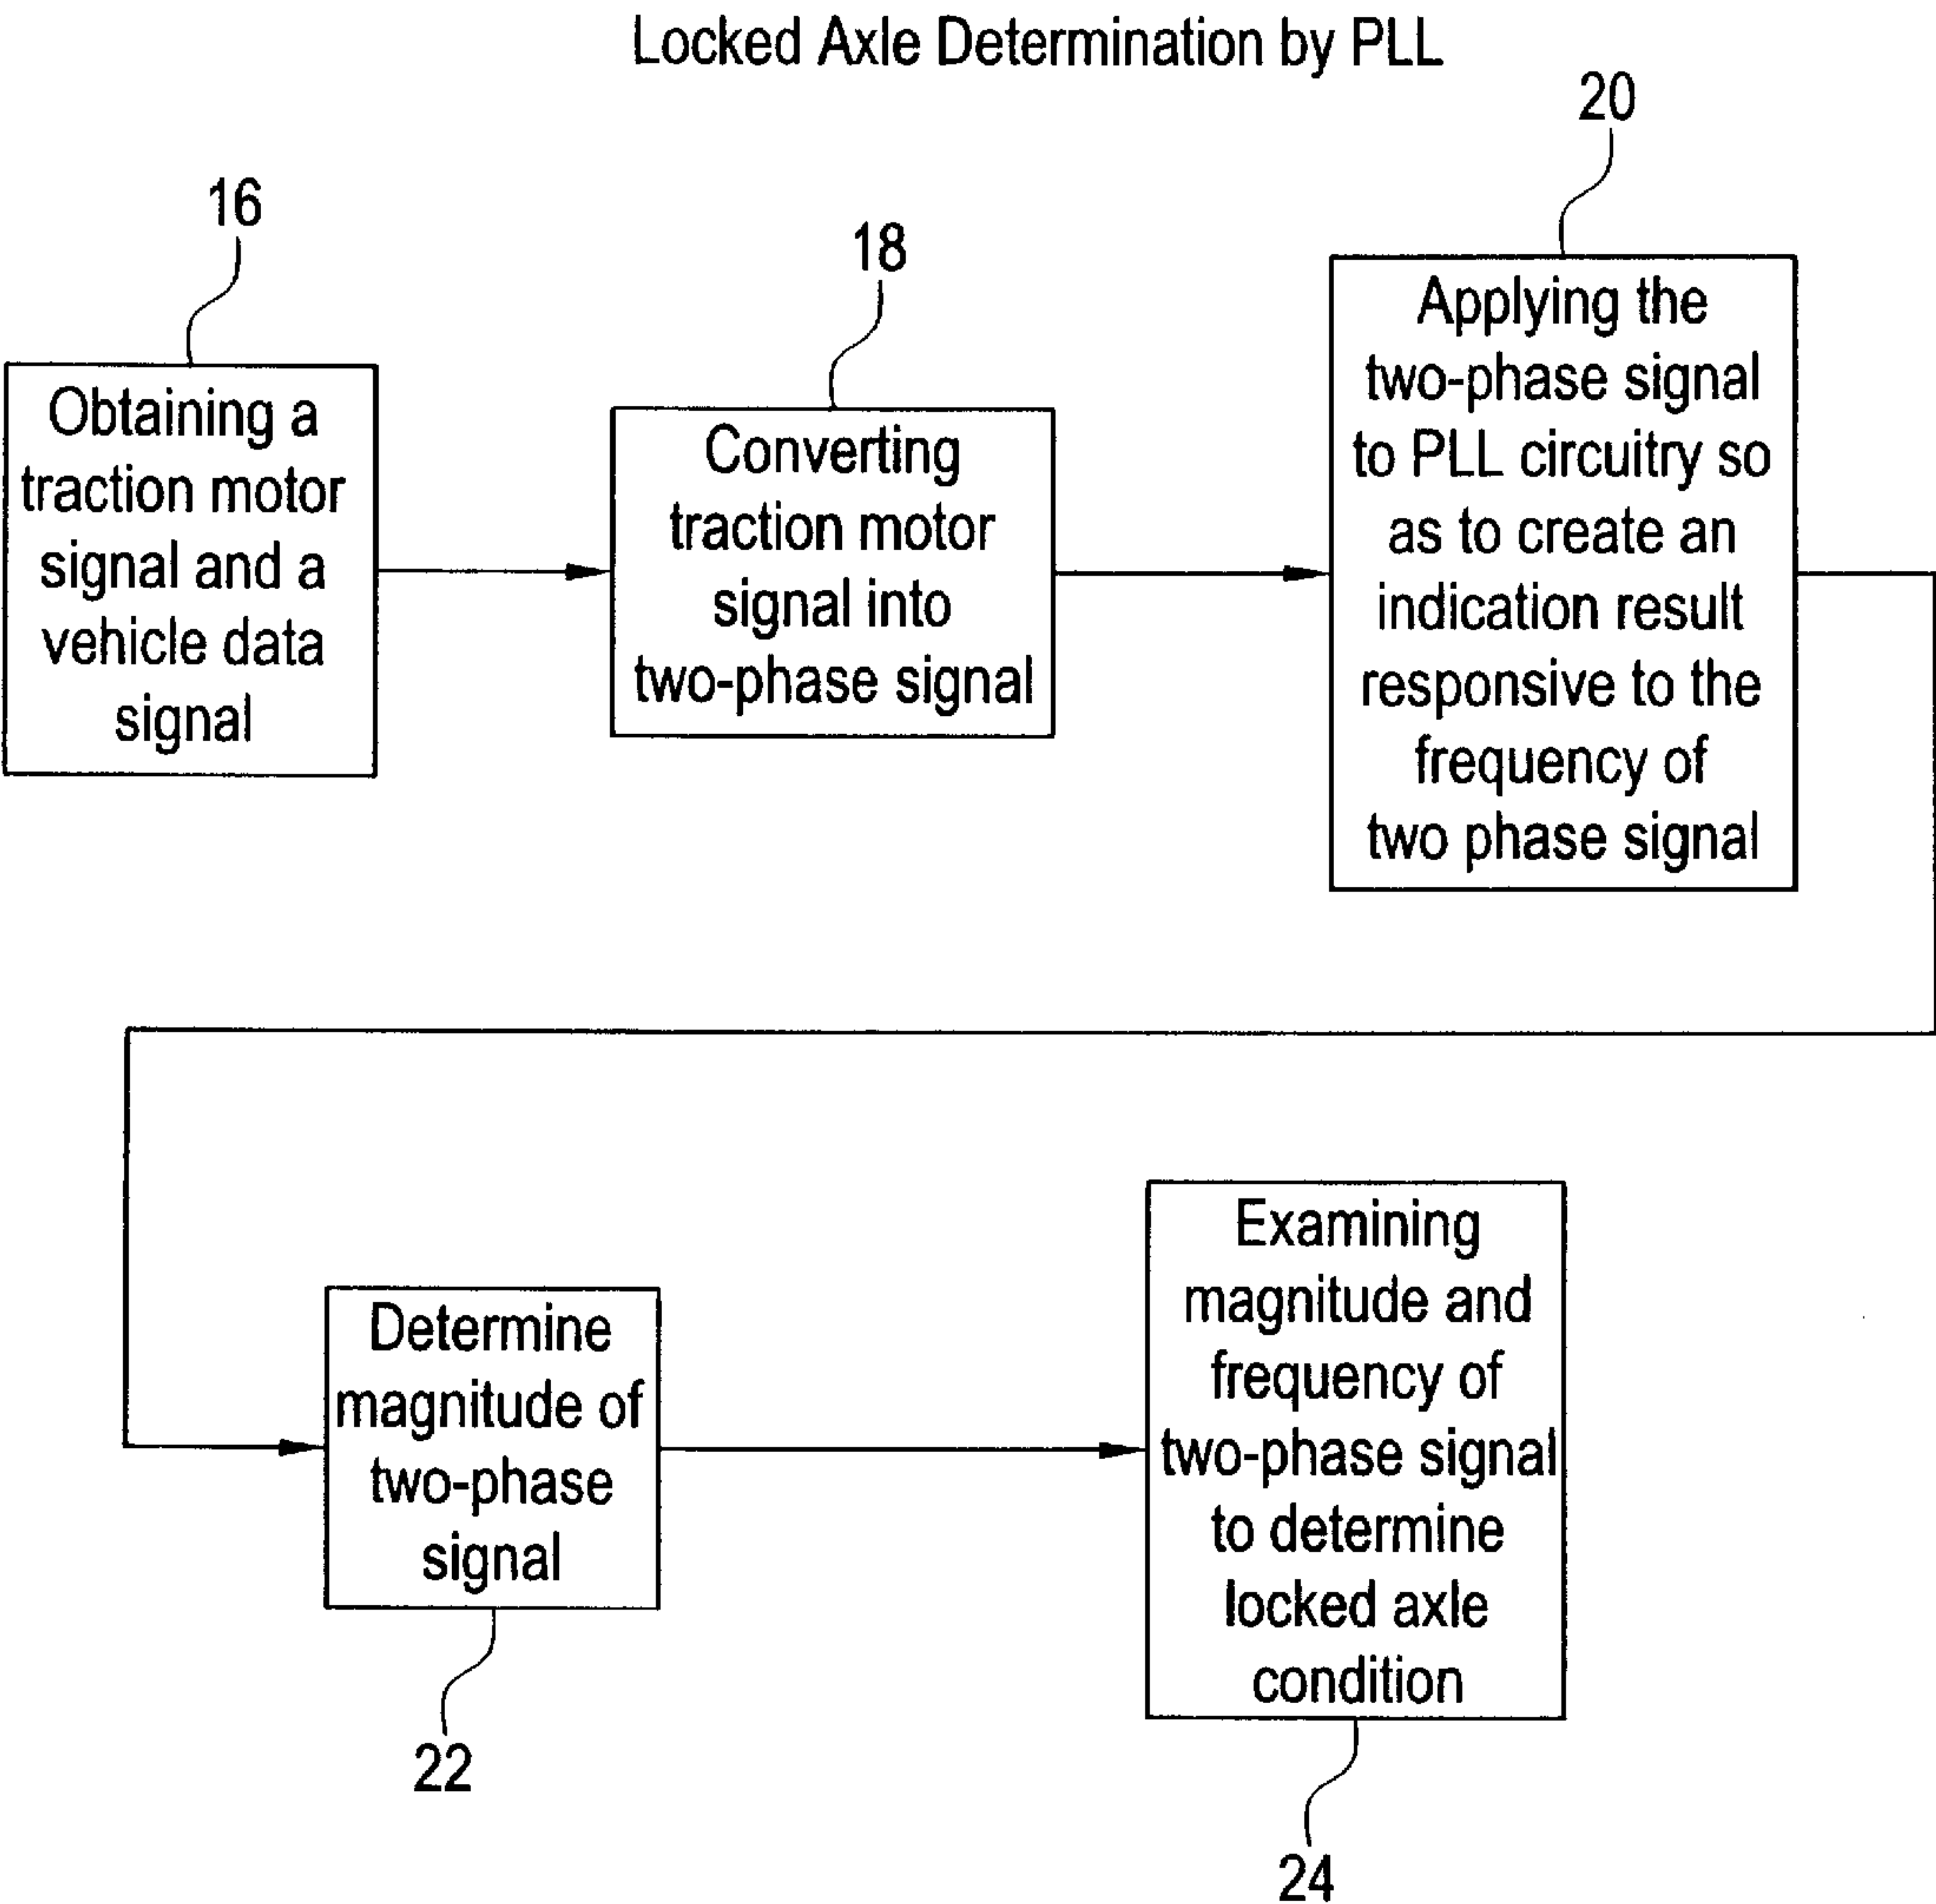 Locked Axle Determination by PLL
16
Obtaining a
traction motor
signal and a
vehicle data
signal
18
Converting
traction motor
signal into
two-phase signal
20
Applying the
two-phase signal
to PLL circuitry so
as to create an
indication result
responsive to the
frequency of
two phase signal
Determine
magnitude of
two-phase
signal
22
Examining
magnitude and
frequency of
two-phase signal
to determine
locked axle
condition
24